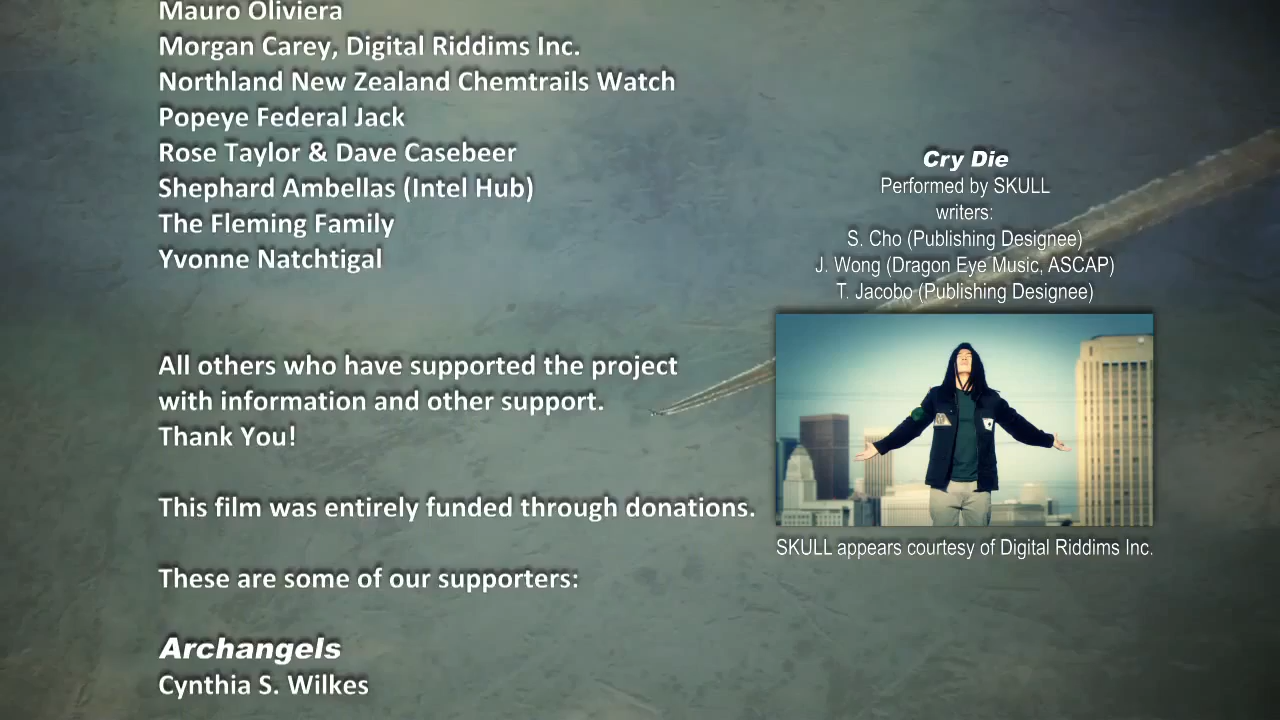 Mauro Oliviera
Morgan Carey, Digital Riddims Inc.
Northland New Zealand Chemtrails Watch
Popeye Federal Jack
Rose Taylor & Dave Casebeer
Shephard Ambellas (Intel Hub)
The Fleming Family
Yvonne Natchtigal
All others who have supported the project
with information and other support.
Thank You!
This film was entirely funded through donations.
These are some of our supporters:
Archangels
Cynthia S. Wilkes
Cry Die
Performed by SKULL
writers:
S. Cho (Publishing Designee)
J. Wong (Dragon Eye Music, ASCAP)
T. Jacobo (Publishing Designee)
SKULL appears courtesy of Digital Riddims Inc.